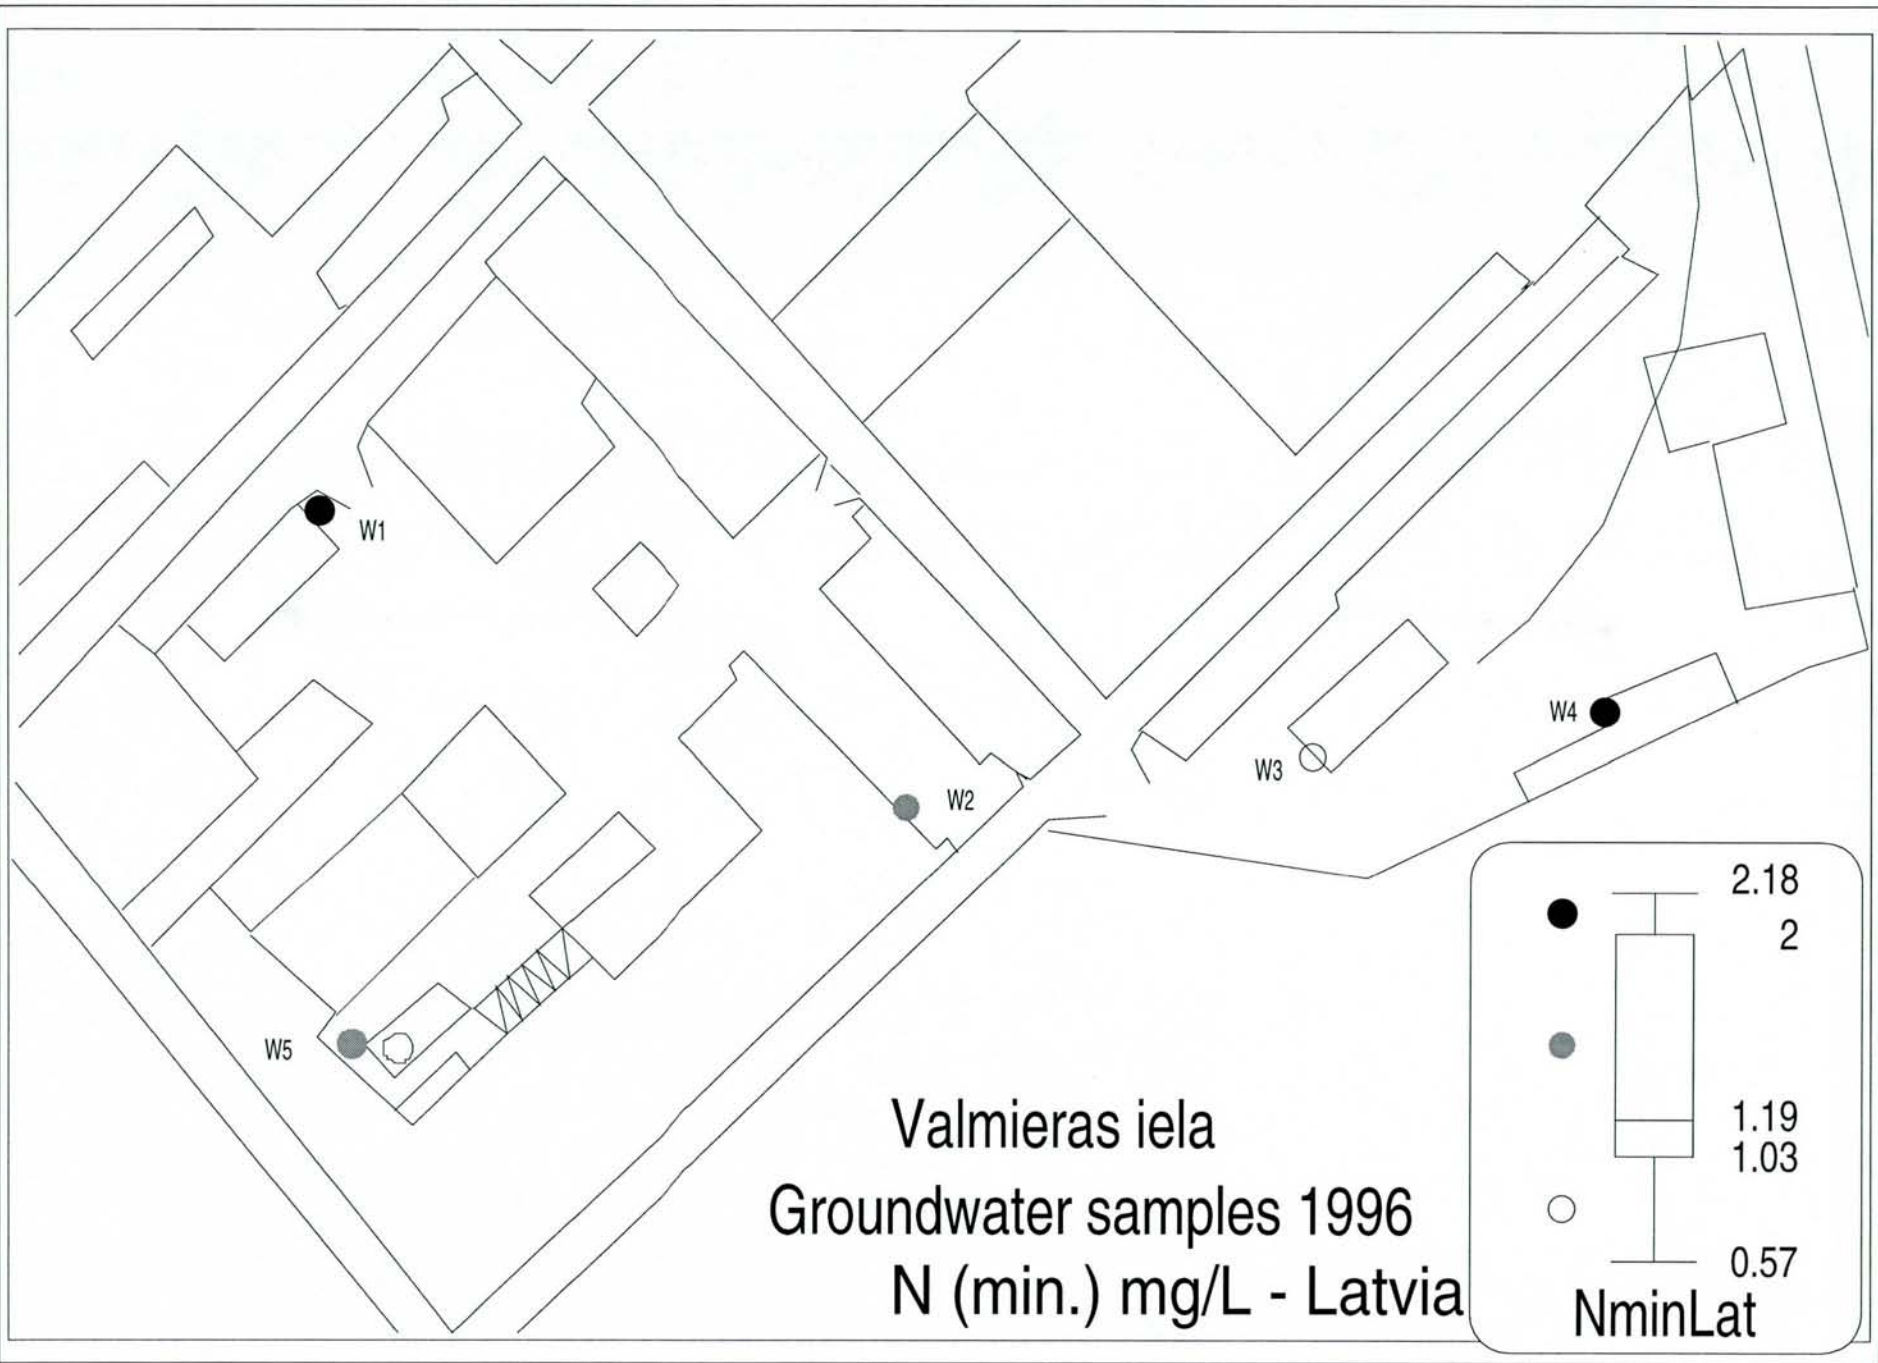 W1
W2
W3
W4
W5
Valmieras iela
Groundwater samples 1996
N (min.) mg/L - Latvia
2.18
2
1.19
1.03
0.57
NminLat